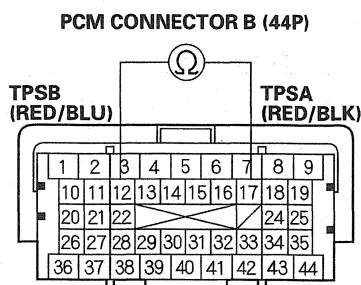 PCM CONNECTOR B (44P)
Ω
TPSB
(RED/BLU)
TPSA
(RED/BLK)
1 2 3 4 5 6 7 8 9
10 11 12 13 14 15 16 17 18 19
20 21 22 24 25
26 27 28 29 30 31 32 33 34 35
36 37 38 39 40 41 42 43 44